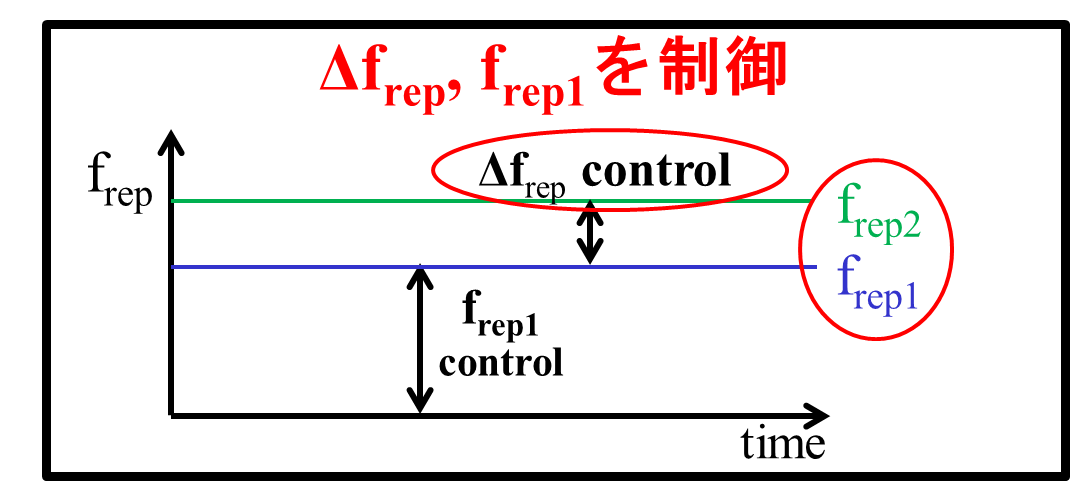 Δfrep, frep1を制御
frep
Δfrep control
frep2
frep1
frep1
control
time